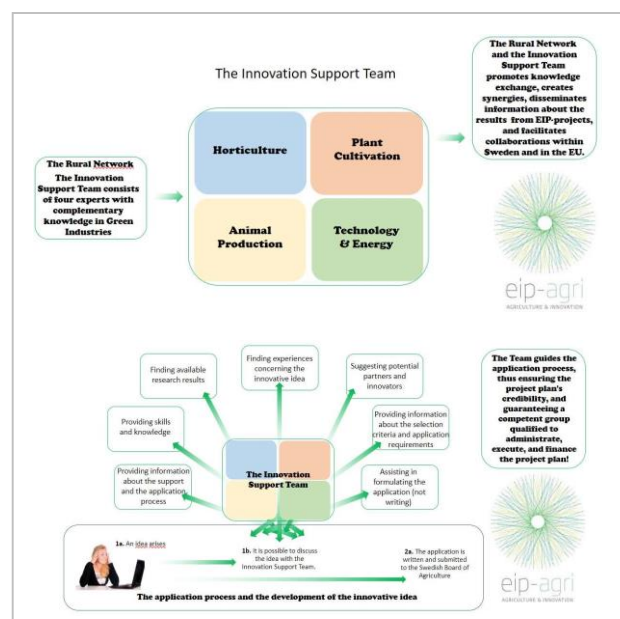 The Innovation Support Team
The Rural Network
The Innovation
Support Team consists
of four experts with
complementary
knowledge in Green
Industries
Horticulture
Plant
Cultivation
Animal
Production
Technology
& Energy
The Rural Network
and the Innovation
Support Team
promotes knowledge
exchange, creates
synergies, disseminates
information about the
results from EIP-projects,
and facilitates
collaborations within
Sweden and in the EU.
eip-agri
AGRICULTURE & INNOVATION
Finding available
research results
Finding experiences
concerning the
innovative idea
Suggesting potential
partners and
innovators
Providing skills
and knowledge
Providing information
about the selection
criteria and application
requirements
Providing information
about the support
and the application
process
The Innovation
Support Team
Assisting in
formulating the
application (not
writing)
The Team guides the
application process,
thus ensuring the
project plan's
credibility, and
guaranteeing a
competent group
qualified to
administrate,
execute, and finance
the project plan!
1a. An idea arises
1b. It is possible to discuss
the idea with the
Innovation Support Team.
2a. The application is
written and submitted
to the Swedish Board of
Agriculture
The application process and the development of the innovative idea
eip-agri
AGRICULTURE & INNOVATION